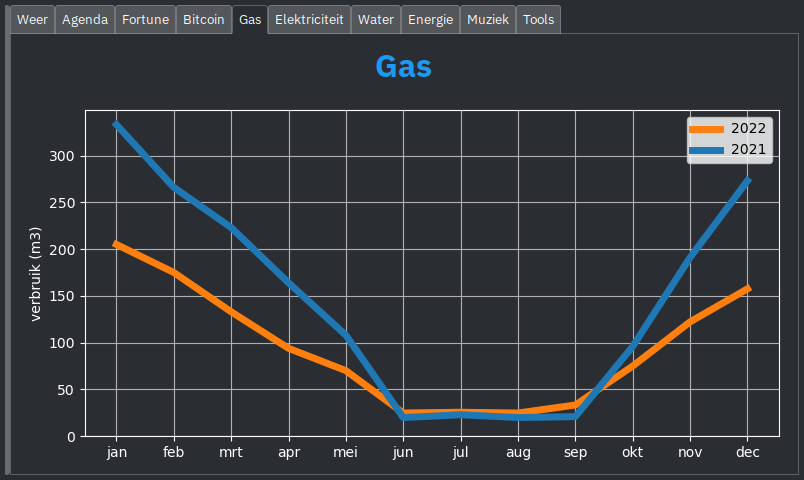 Weer Agenda Fortune Bitcoin Gas Elektriciteit Water Energie Muziek Tools
Gas
2022
2021
verbruik (m3)
300
250
200
150
100
50
0
jan feb mrt apr mei jun jul aug sep okt nov dec